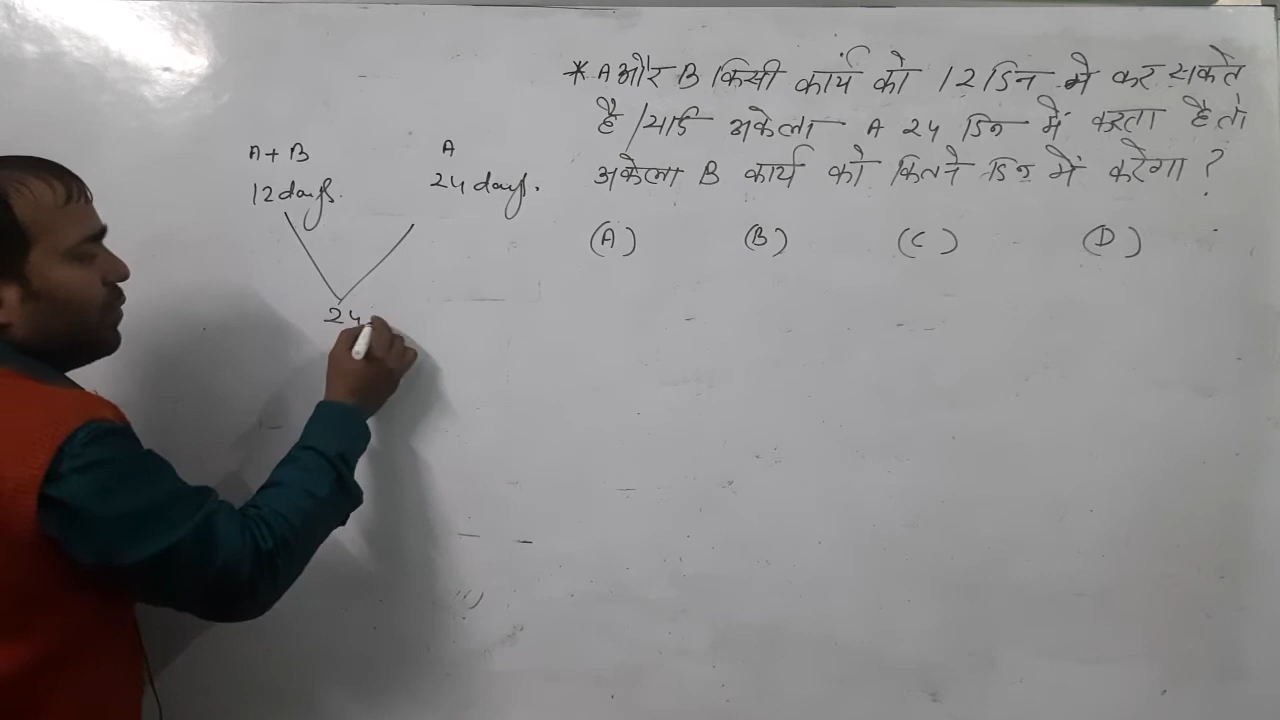 * A और B किसी कार्य को 12 दिन में कर सकते
है / यदि अकेला A 24 दिन में करता है तो
अकेला B कार्य को कितने दिन में करेगा ?
(A) (B) (C) (D)
A + B A
12 days. 24 days.
24